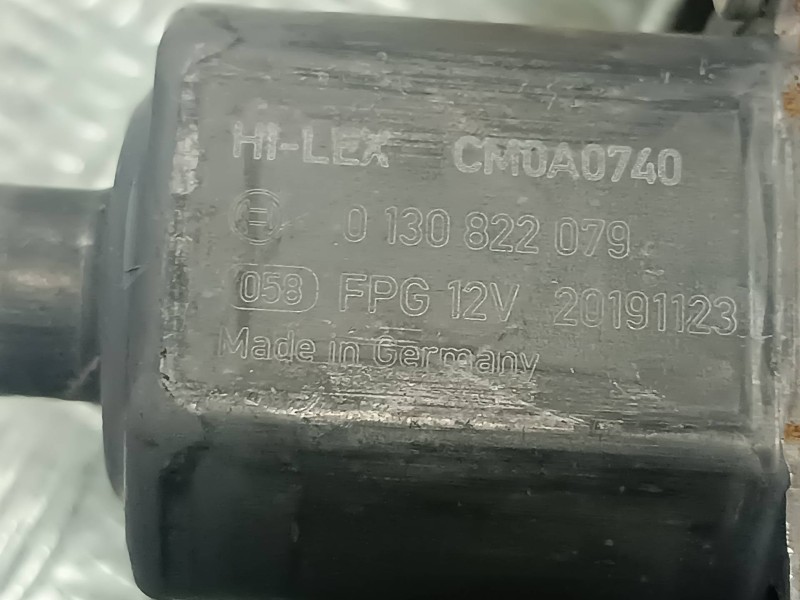 HI-LEX CM0A0740
0 130 822 079
058 FPG 12V 20191123
Made in Germany